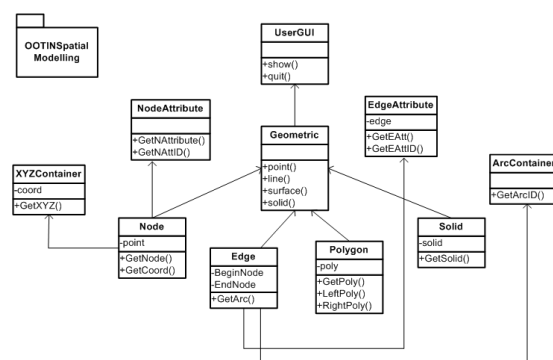 OOTINSpatial
Modelling
UserGUI
+show()
+quit()
NodeAttribute
+GetNAttribute()
+GetNAttID()
EdgeAttribute
-edge
+GetEAtt()
+GetEAttID()
Geometric
+point()
+line()
+surface()
+solid()
XYZContainer
-coord
+GetXYZ()
ArcContainer
+GetArcID()
Node
-point
+GetNode()
+GetCoord()
Edge
-BeginNode
-EndNode
+GetArc()
Polygon
-poly
+GetPoly()
+LeftPoly()
+RightPoly()
Solid
-solid
+GetSolid()